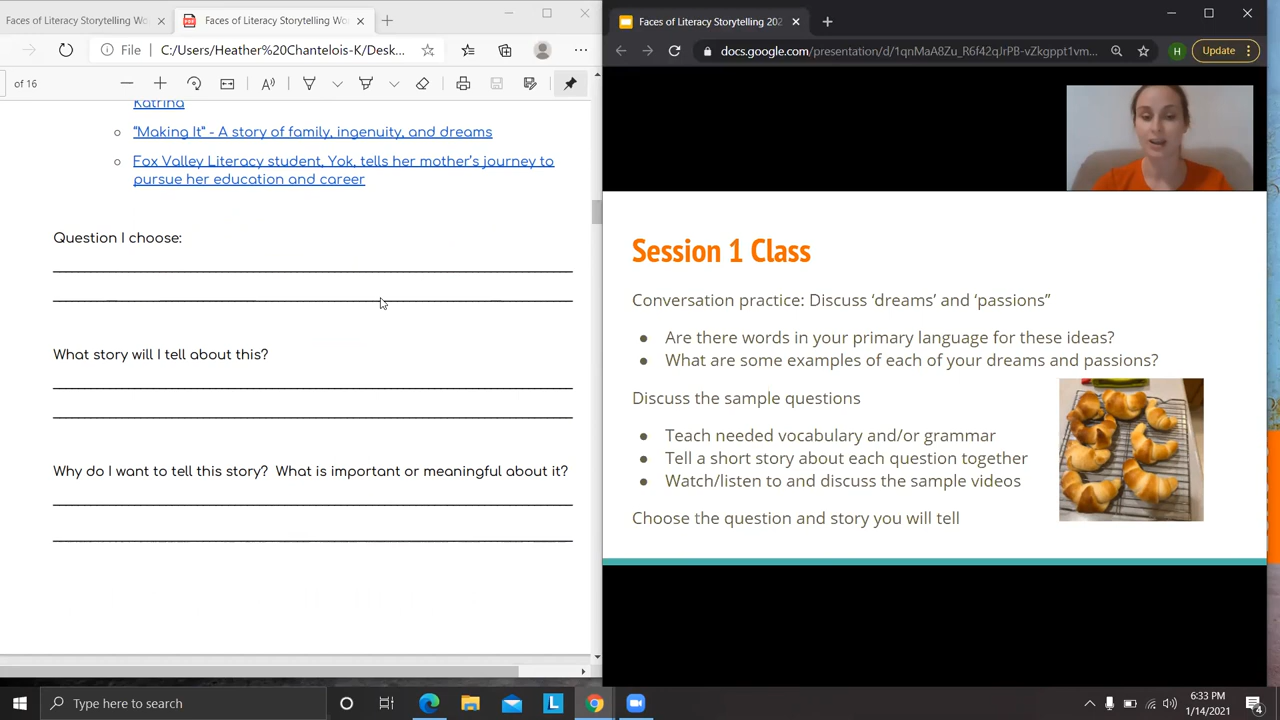 Faces of Literacy Storytelling Wo
Faces of Literacy Storytelling Wo
File
C:/Users/Heather%20Chantelois-K/Desk...
of 16
Katrina
"Making It" - A story of family, ingenuity, and dreams
Fox Valley Literacy student, Yok, tells her mother's journey to
pursue her education and career
Question I choose:
What story will I tell about this?
Why do I want to tell this story? What is important or meaningful about it?
Faces of Literacy Storytelling 202
docs.google.com/presentation/d/1qnMaA8Zu_R6f42qJrPB-vZkgppt1vm...
H
Update
Session 1 Class
Conversation practice: Discuss 'dreams' and 'passions"
Are there words in your primary language for these ideas?
What are some examples of each of your dreams and passions?
Discuss the sample questions
Teach needed vocabulary and/or grammar
Tell a short story about each question together
Watch/listen to and discuss the sample videos
Choose the question and story you will tell
Type here to search
L
6:33 PM
1/14/2021
4